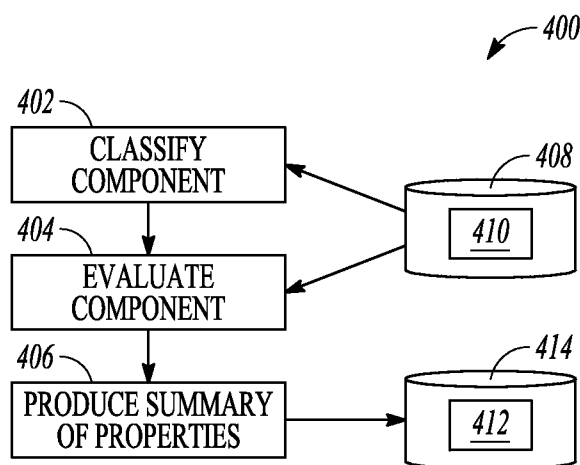 400
402
CLASSIFY
COMPONENT
408
410
404
EVALUATE
COMPONENT
406
PRODUCE SUMMARY
OF PROPERTIES
414
412